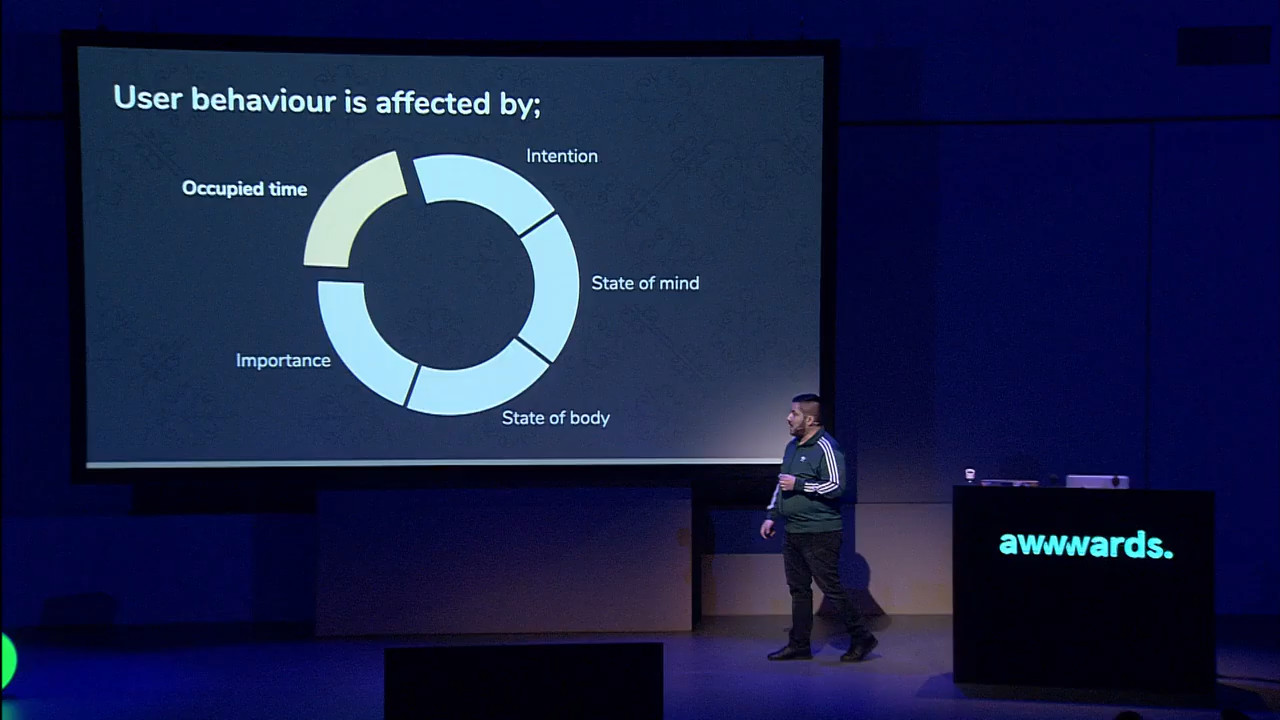 User behaviour is affected by;
Intention
Occupied time
State of mind
Importance
State of body
awwwards.